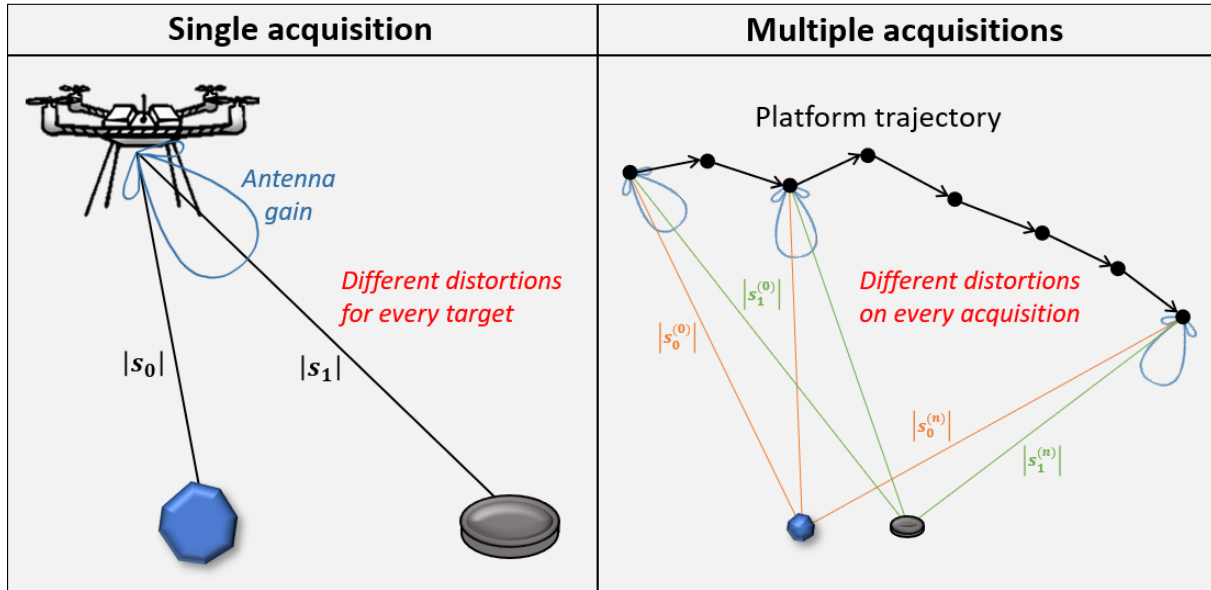 Single acquisition
Antenna
gain
Different distortions
for every target
|s₀|
|s₁|
Multiple acquisitions
Platform trajectory
|s₁⁽⁰⁾|
|s₀⁽⁰⁾|
Different distortions
on every acquisition
|s₀⁽ⁿ⁾|
|s₁⁽ⁿ⁾|